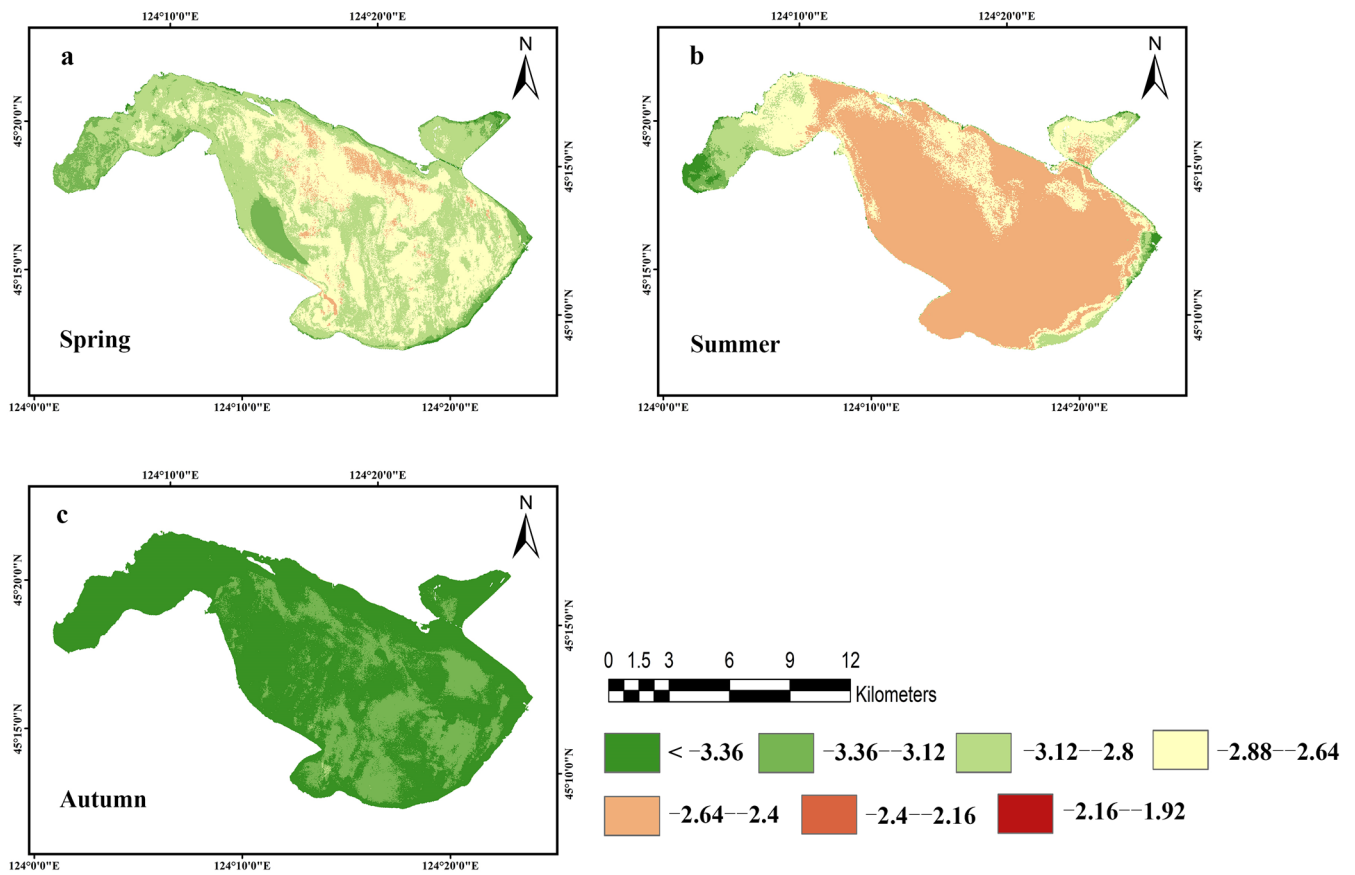 124°10'0"E 124°20'0"E
a
N
45°20'0"N
45°15'0"N
45°15'0"N
45°10'0"N
Spring
124°0'0"E 124°10'0"E 124°20'0"E
124°10'0"E 124°20'0"E
b
N
45°20'0"N
45°15'0"N
45°15'0"N
45°10'0"N
Summer
124°0'0"E 124°10'0"E 124°20'0"E
124°10'0"E 124°20'0"E
c
N
45°20'0"N
45°15'0"N
45°15'0"N
45°10'0"N
Autumn
124°0'0"E 124°10'0"E 124°20'0"E
0 1.5 3 6 9 12
Kilometers
< −3.36 −3.36−−3.12 −3.12−−2.8 −2.88−−2.64
−2.64−−2.4 −2.4−−2.16 −2.16−−1.92